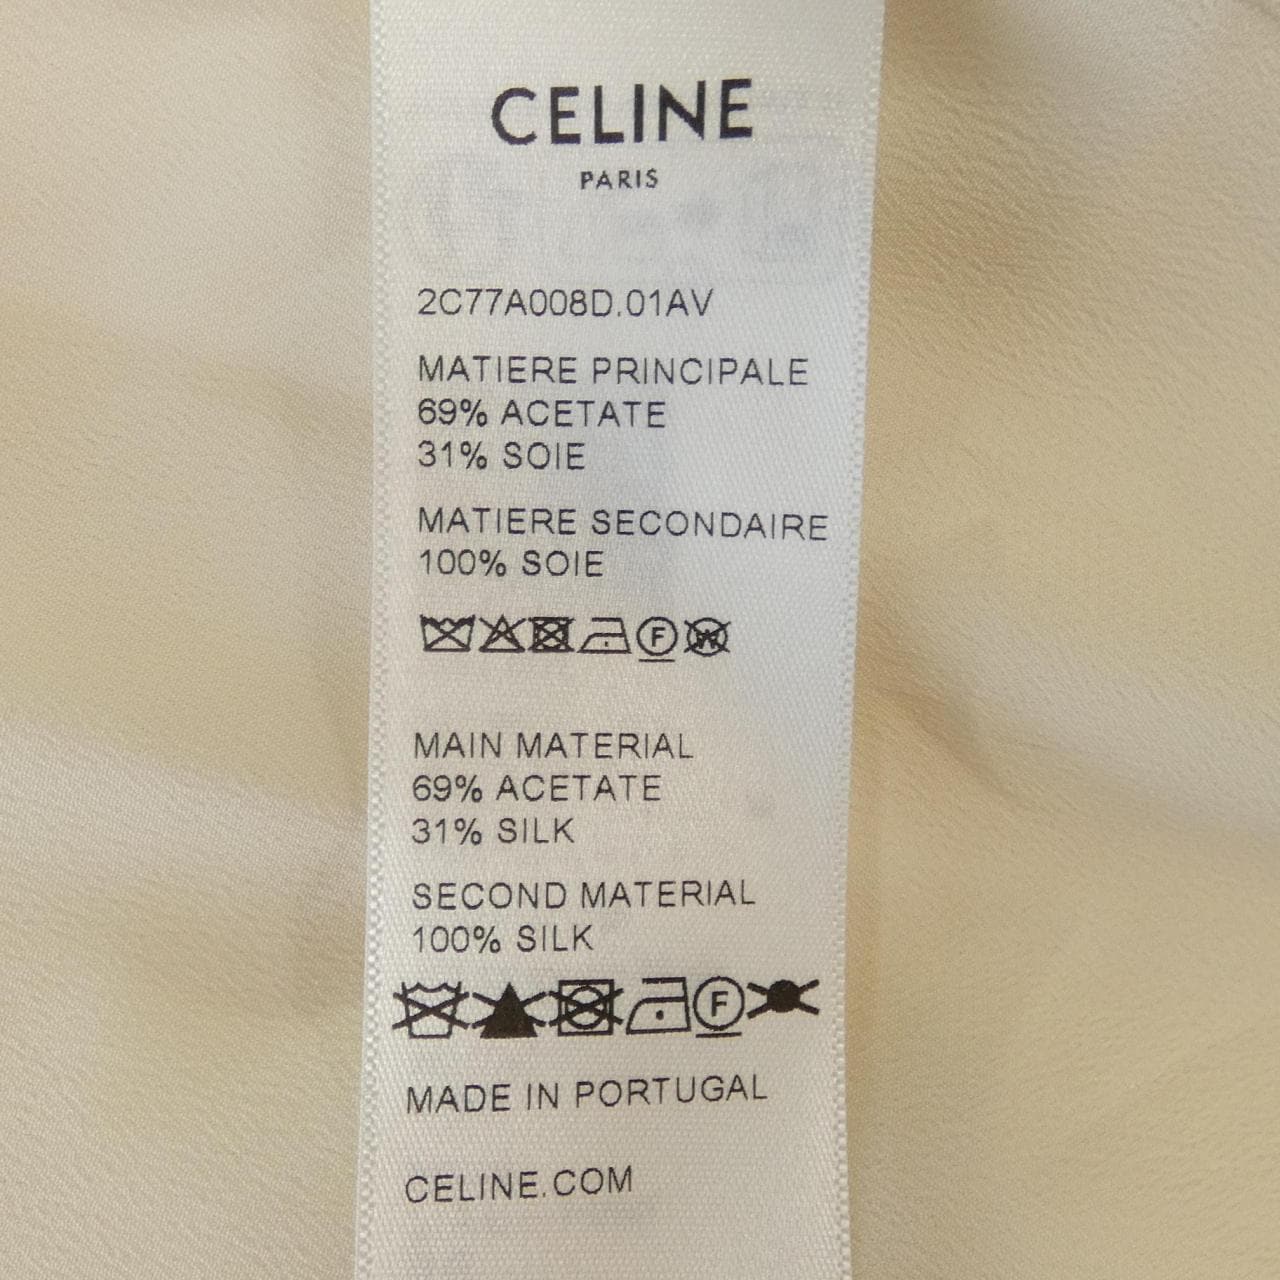 CELINE
PARIS
2C77A008D.01AV
MATIERE PRINCIPALE
69% ACETATE
31% SOIE
MATIERE SECONDAIRE
100% SOIE
F W
MAIN MATERIAL
69% ACETATE
31% SILK
SECOND MATERIAL
100% SILK
F
MADE IN PORTUGAL
CELINE.COM